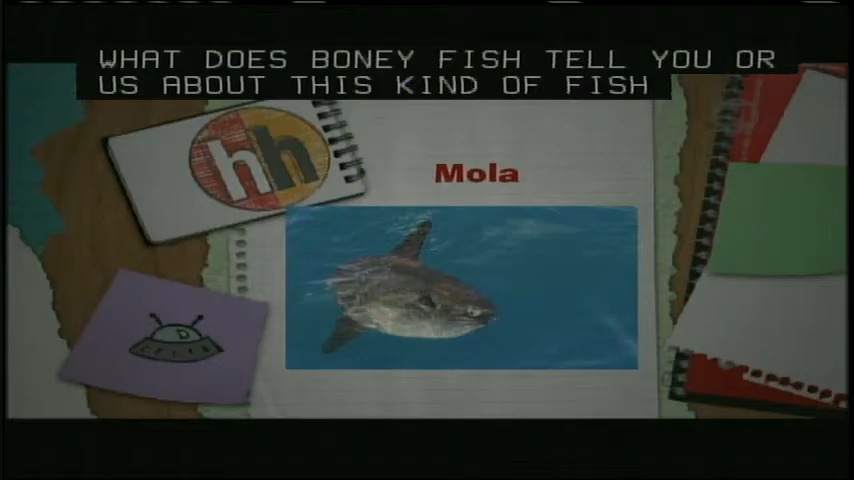 WHAT DOES BONEY FISH TELL YOU OR
US ABOUT THIS KIND OF FISH
hh
Mola
D